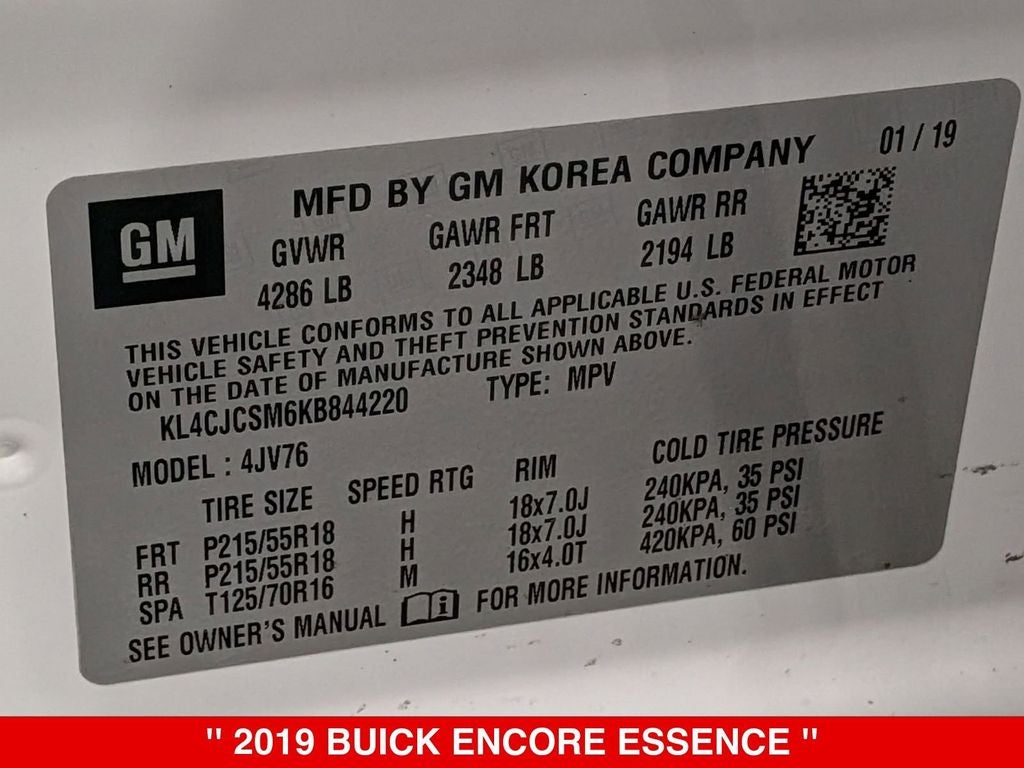 GM
MFD BY GM KOREA COMPANY 01 / 19
GVWR GAWR FRT GAWR RR
4286 LB 2348 LB 2194 LB
THIS VEHICLE CONFORMS TO ALL APPLICABLE U.S. FEDERAL MOTOR
VEHICLE SAFETY AND THEFT PREVENTION STANDARDS IN EFFECT
ON THE DATE OF MANUFACTURE SHOWN ABOVE.
KL4CJCSM6KB844220 TYPE: MPV
MODEL : 4JV76
TIRE SIZE SPEED RTG RIM COLD TIRE PRESSURE
FRT P215/55R18 H 18x7.0J 240KPA, 35 PSI
RR P215/55R18 H 18x7.0J 240KPA, 35 PSI
SPA T125/70R16 M 16x4.0T 420KPA, 60 PSI
SEE OWNER'S MANUAL i FOR MORE INFORMATION.
" 2019 BUICK ENCORE ESSENCE "